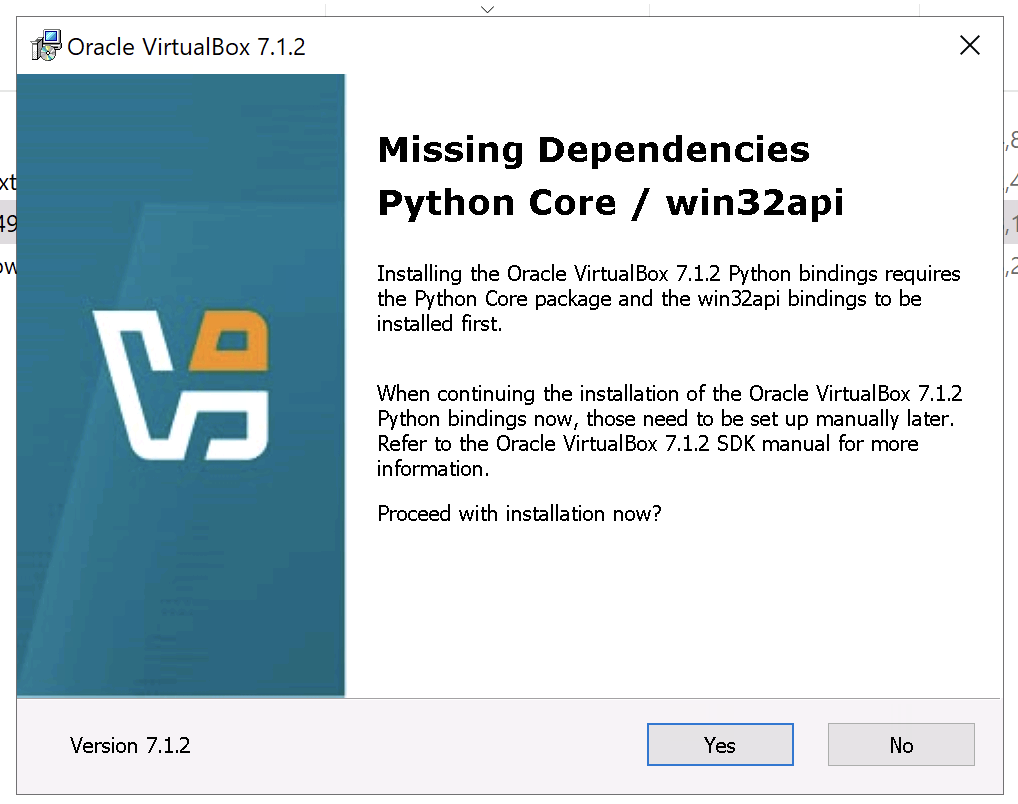 Oracle VirtualBox 7.1.2
Missing Dependencies
Python Core / win32api
Installing the Oracle VirtualBox 7.1.2 Python bindings requires
the Python Core package and the win32api bindings to be
installed first.
When continuing the installation of the Oracle VirtualBox 7.1.2
Python bindings now, those need to be set up manually later.
Refer to the Oracle VirtualBox 7.1.2 SDK manual for more
information.
Proceed with installation now?
Version 7.1.2
Yes
No